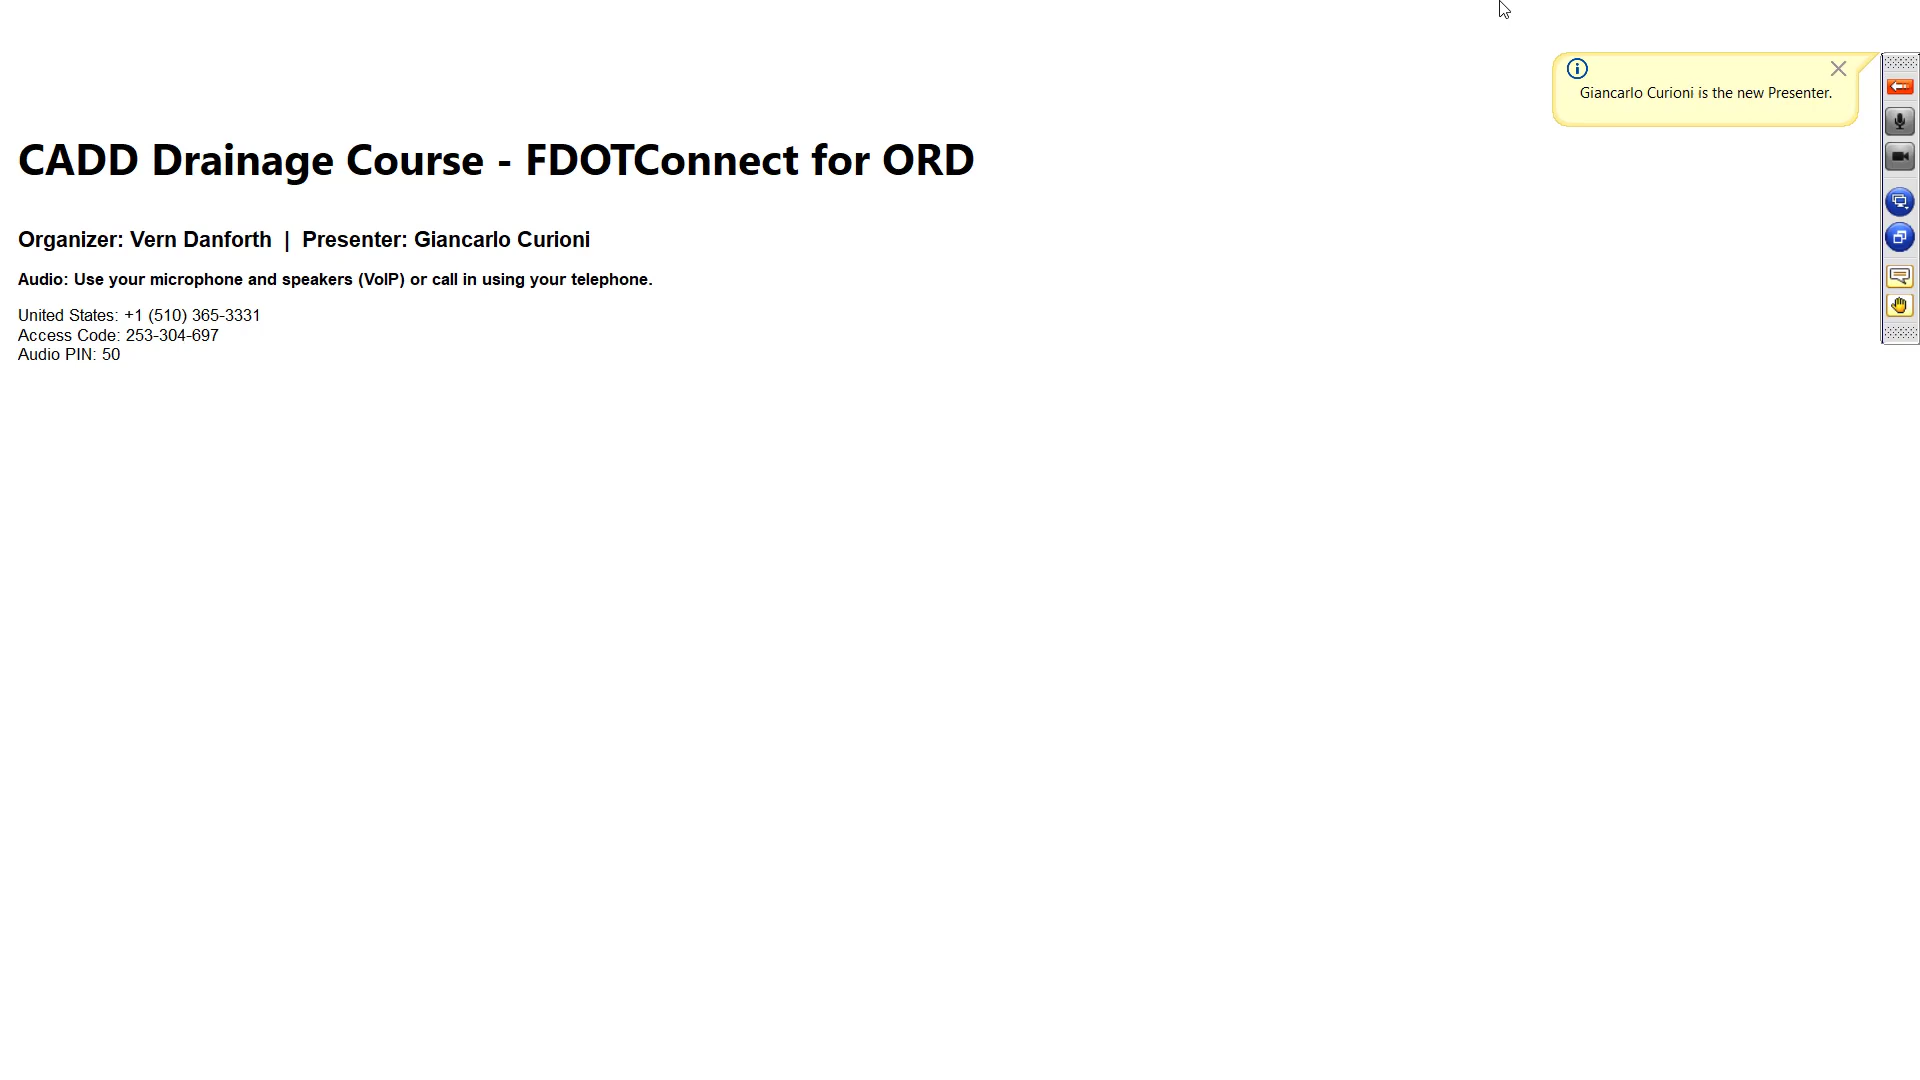 Giancarlo Curioni is the new Presenter.
CADD Drainage Course - FDOTConnect for ORD
Organizer: Vern Danforth | Presenter: Giancarlo Curioni
Audio: Use your microphone and speakers (VoIP) or call in using your telephone.
United States: +1 (510) 365-3331
Access Code: 253-304-697
Audio PIN: 50